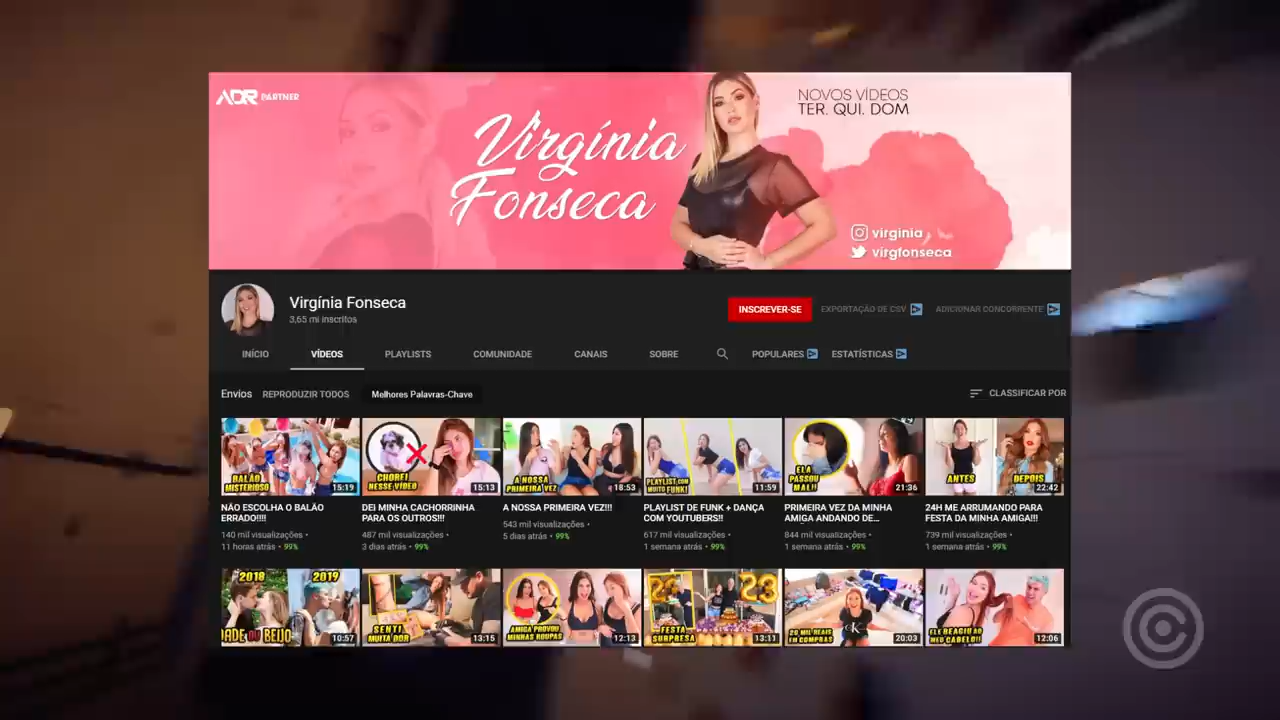 ADR PARTNER
NOVOS VÍDEOS
TER. QUI. DOM
Virgínia
Fonseca
virginia
virgfonseca
Virgínia Fonseca
3,65 mi inscritos
INSCREVER-SE
EXPORTAÇÃO DE CSV
ADICIONAR CONCORRENTE
INÍCIO
VÍDEOS
PLAYLISTS
COMUNIDADE
CANAIS
SOBRE
POPULARES
ESTATÍSTICAS
Envios
REPRODUZIR TODOS
Melhores Palavras-Chave
CLASSIFICAR POR
BALÃO
MISTERIOSO
15:19
NÃO ESCOLHA O BALÃO
ERRADO!!!!
140 mil visualizações •
11 horas atrás • 99%
CHOREI
NESSE VÍDEO
15:13
DEI MINHA CACHORRINHA
PARA OS OUTROS!!!
487 mil visualizações •
3 dias atrás • 99%
A NOSSA
PRIMEIRA VEZ
18:53
A NOSSA PRIMEIRA VEZ!!!
543 mil visualizações •
5 dias atrás • 99%
PLAYLIST COM
MUITO FUNK!
11:59
PLAYLIST DE FUNK + DANÇA
COM YOUTUBERS!!
617 mil visualizações •
1 semana atrás • 99%
ELA
PASSOU
MAL!!
21:36
PRIMEIRA VEZ DA MINHA
AMIGA ANDANDO DE...
844 mil visualizações •
1 semana atrás • 99%
ANTES
DEPOIS
22:42
24H ME ARRUMANDO PARA
FESTA DA MINHA AMIGA!!!
739 mil visualizações •
1 semana atrás • 99%
2018
2019
DADE OU BEIJO
10:57
SENTI
MUITA DOR
13:15
AMIGA PROVOU
MINHAS ROUPAS
12:13
23
FESTA
SURPRESA
13:11
20 MIL REAIS
EM COMPRAS
20:03
ELE REAGIU AO
MEU CABELO!!
12:06